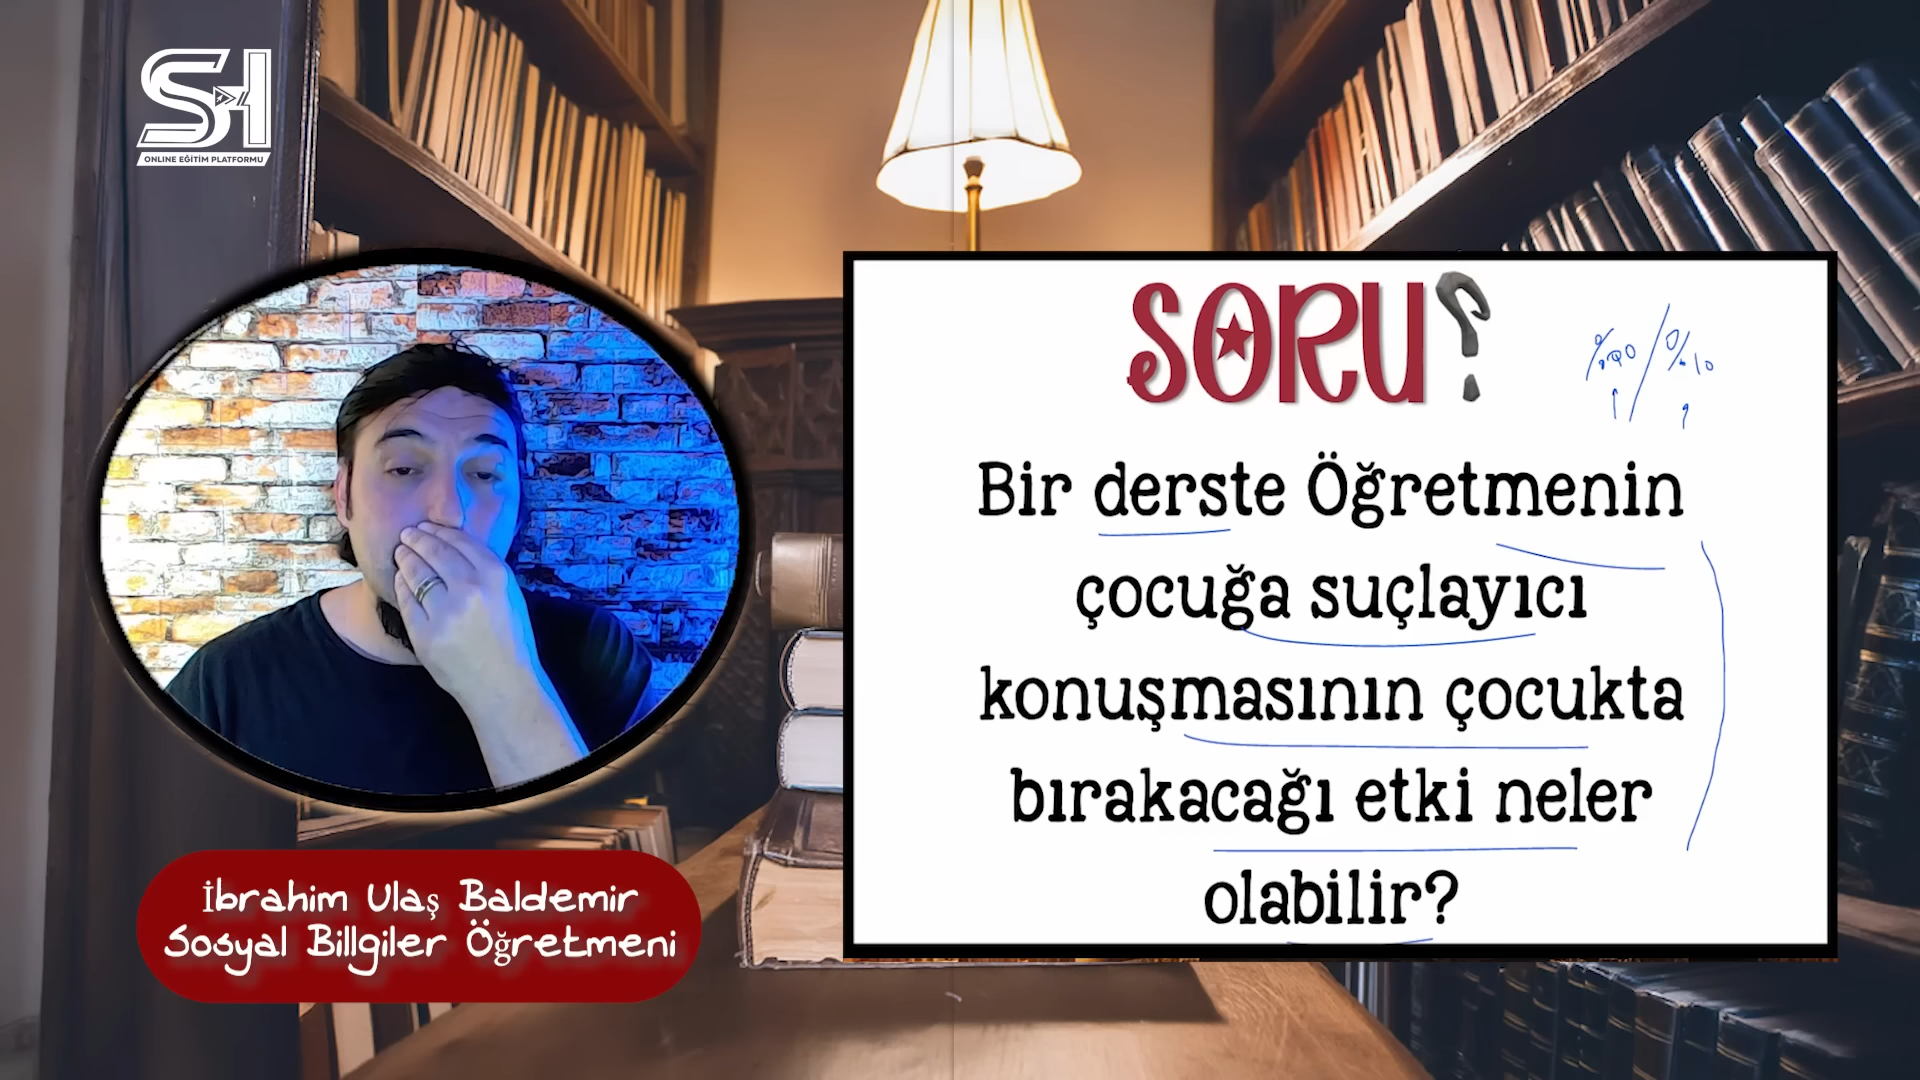 SH
ONLINE EĞİTİM PLATFORMU
SORU?
Bir derste Öğretmenin
çocuğa suçlayıcı
konuşmasının çocukta
bırakacağı etki neler
olabilir?
İbrahim Ulaş Baldemir
Sosyal Billgiler Öğretmeni